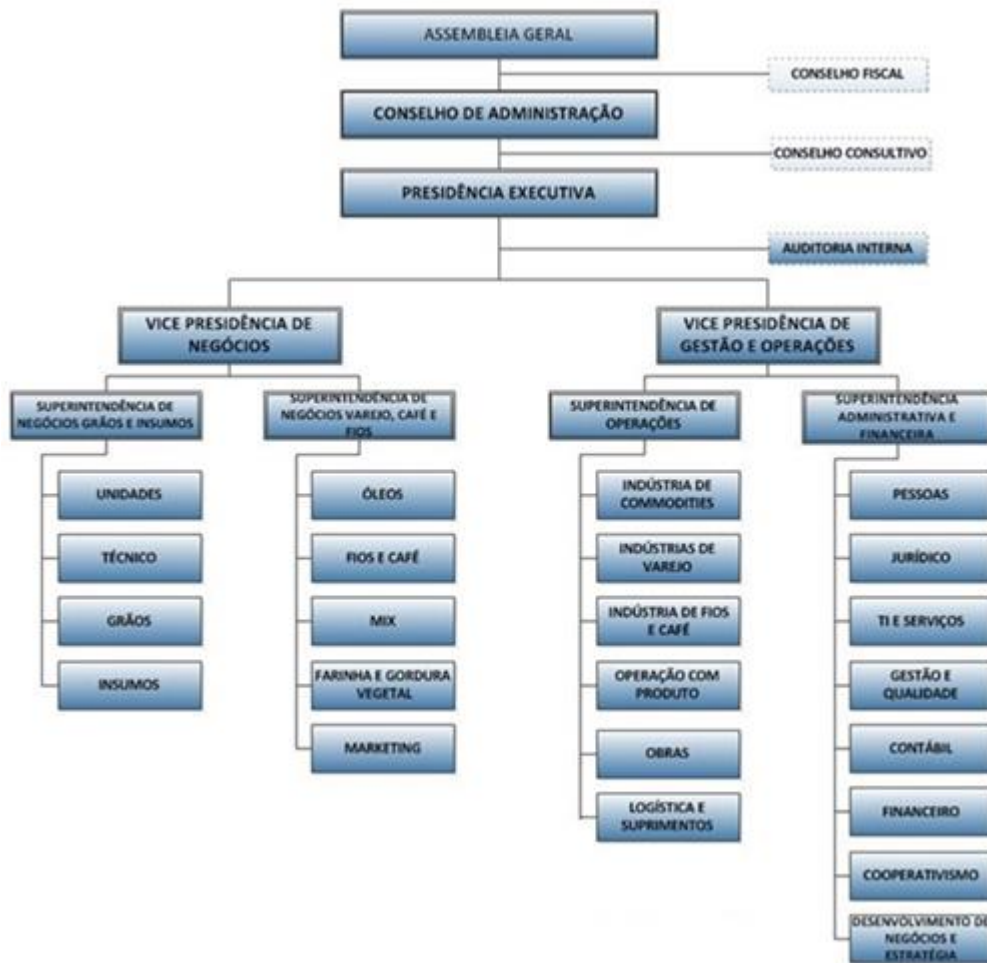 ASSEMBLEIA GERAL
CONSELHO FISCAL
CONSELHO DE ADMINISTRAÇÃO
CONSELHO CONSULTIVO
PRESIDÊNCIA EXECUTIVA
AUDITORIA INTERNA
VICE PRESIDÊNCIA DE
NEGÓCIOS
VICE PRESIDÊNCIA DE
GESTÃO E OPERAÇÕES
SUPERINTENDÊNCIA DE
NEGÓCIOS GRÃOS E INSUMOS
UNIDADES
TÉCNICO
GRÃOS
INSUMOS
SUPERINTENDÊNCIA DE
NEGÓCIOS VAREJO, CAFÉ E
FIOS
ÓLEOS
FIOS E CAFÉ
MIX
FARINHA E GORDURA
VEGETAL
MARKETING
SUPERINTENDÊNCIA DE
OPERAÇÕES
INDÚSTRIA DE
COMMODITIES
INDÚSTRIAS DE
VAREJO
INDÚSTRIA DE FIOS
E CAFÉ
OPERAÇÃO COM
PRODUTO
OBRAS
LOGÍSTICA E
SUPRIMENTOS
SUPERINTENDÊNCIA
ADMINISTRATIVA E
FINANCEIRA
PESSOAS
JURÍDICO
TI E SERVIÇOS
GESTÃO E
QUALIDADE
CONTÁBIL
FINANCEIRO
COOPERATIVISMO
DESENVOLVIMENTO DE
NEGÓCIOS E
ESTRATÉGIA